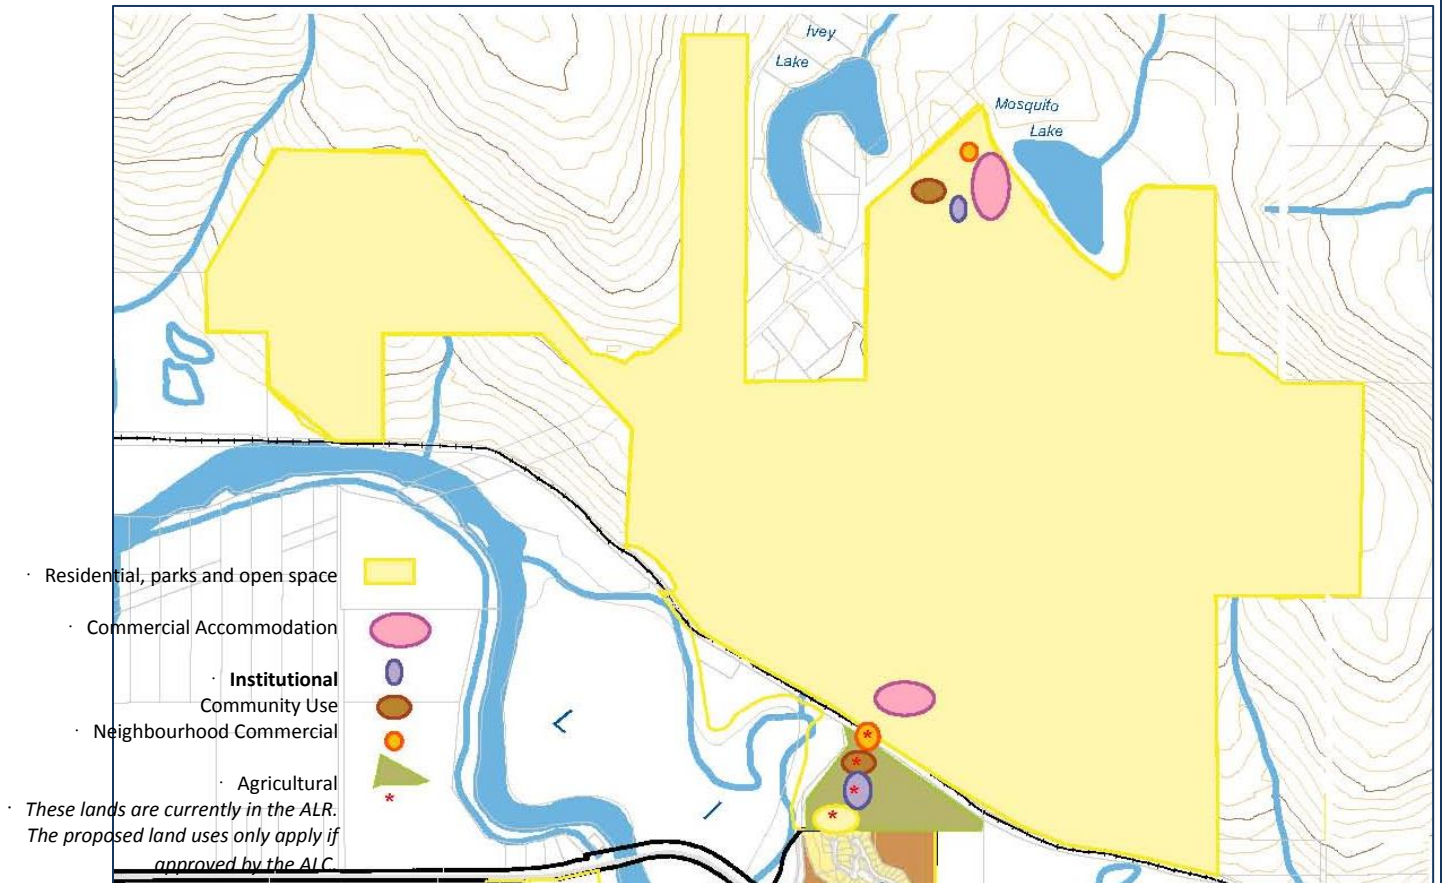 Ivey
Lake
Mosquito
Lake
· Residential, parks and open space
· Commercial Accommodation
· Institutional
Community Use
· Neighbourhood Commercial
· Agricultural
*
· These lands are currently in the ALR.
The proposed land uses only apply if
approved by the ALC.
*
*
*
*